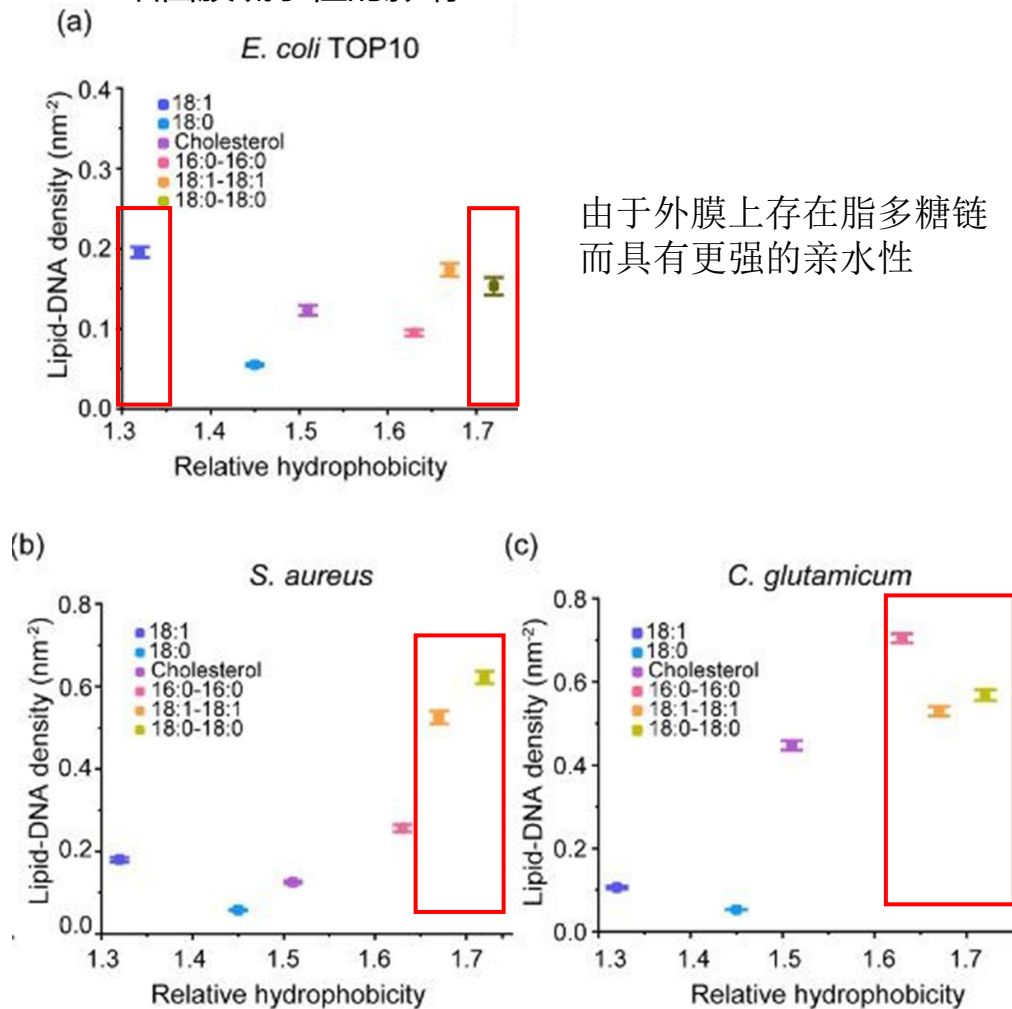 (a)
E. coli TOP10
Lipid-DNA density (nm⁻²)
0.4
0.3
0.2
0.1
0.0
18:1
18:0
Cholesterol
16:0-16:0
18:1-18:1
18:0-18:0
1.3 1.4 1.5 1.6 1.7
Relative hydrophobicity
由于外膜上存在脂多糖链
而具有更强的亲水性
(b)
S. aureus
Lipid-DNA density (nm⁻²)
0.8
0.6
0.4
0.2
0.0
18:1
18:0
Cholesterol
16:0-16:0
18:1-18:1
18:0-18:0
1.3 1.4 1.5 1.6 1.7
Relative hydrophobicity
(c)
C. glutamicum
Lipid-DNA density (nm⁻²)
0.8
0.6
0.4
0.2
0.0
18:1
18:0
Cholesterol
16:0-16:0
18:1-18:1
18:0-18:0
1.3 1.4 1.5 1.6 1.7
Relative hydrophobicity